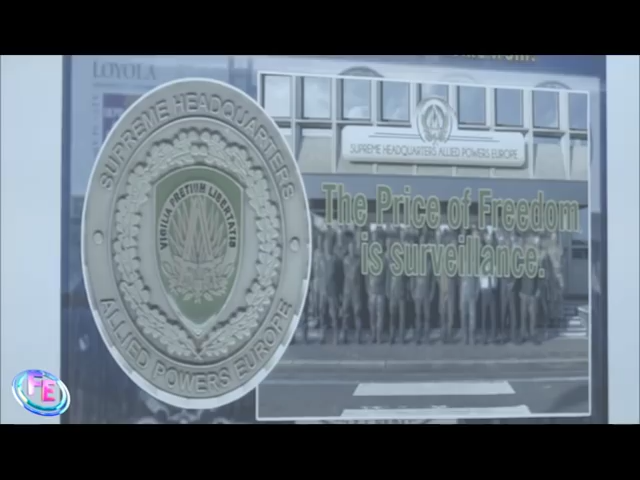 LOYOLA
SUPREME HEADQUARTERS
VIGILIA PRETIUM LIBERTATIS
ALLIED POWERS EUROPE
SUPREME HEADQUARTERS ALLIED POWERS EUROPE
The Price of Freedom
is surveillance.
FE